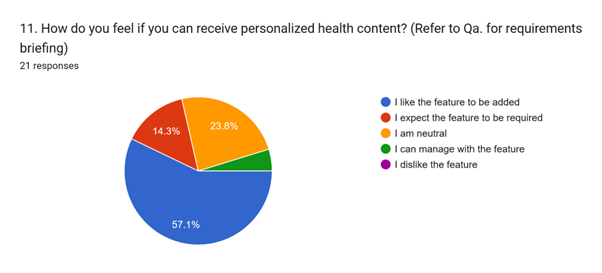 11. How do you feel if you can receive personalized health content? (Refer to Qa. for requirements
briefing)
21 responses
I like the feature to be added
I expect the feature to be required
I am neutral
I can manage with the feature
I dislike the feature
14.3%
23.8%
57.1%